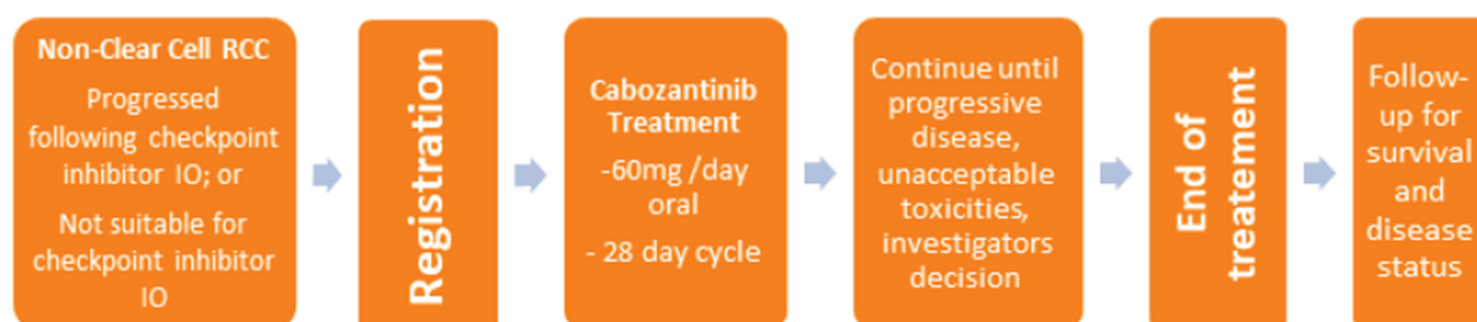 Non-Clear Cell RCC
Progressed
following checkpoint
inhibitor IO; or
Not suitable for
checkpoint inhibitor
IO
Registration
Cabozantinib
Treatment
-60mg /day
oral
- 28 day cycle
Continue until
progressive
disease,
unacceptable
toxicities,
investigators
decision
End of
treatement
Follow-
up for
survival
and
disease
status